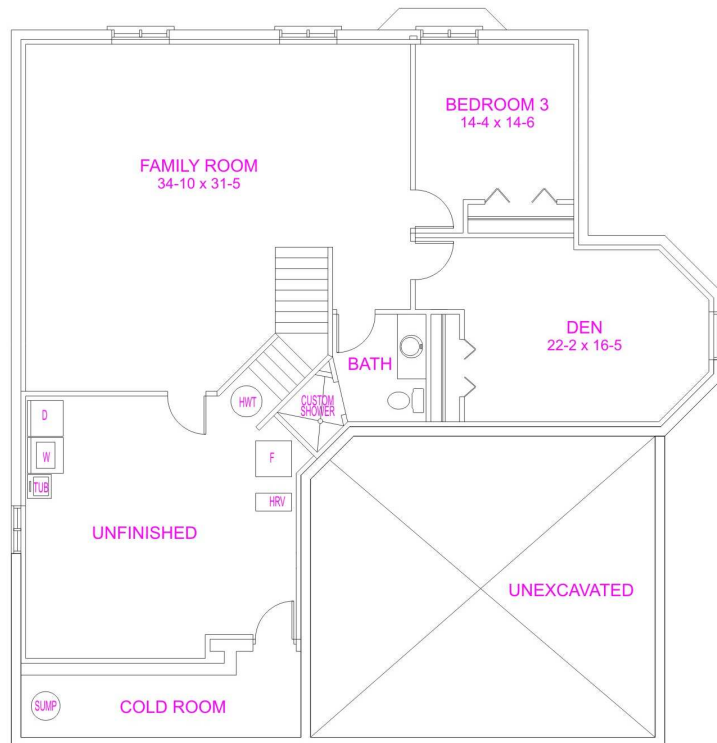 BEDROOM 3
14-4 x 14-6
FAMILY ROOM
34-10 x 31-5
DEN
22-2 x 16-5
BATH
HWT
CUSTOM
SHOWER
D
W
TUB
F
HRV
UNFINISHED
UNEXCAVATED
SUMP
COLD ROOM